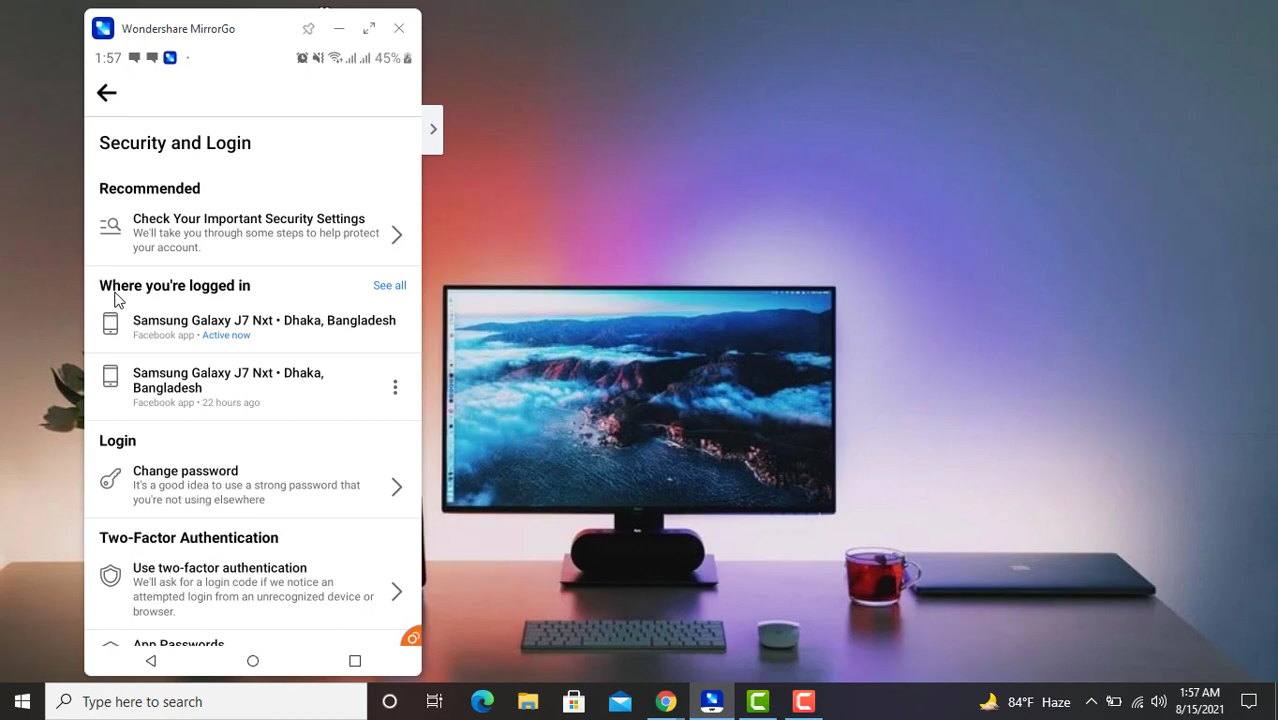 Wondershare MirrorGo
1:57
45%
Security and Login
Recommended
Check Your Important Security Settings
We'll take you through some steps to help protect
your account.
Where you're logged in
See all
Samsung Galaxy J7 Nxt • Dhaka, Bangladesh
Facebook app • Active now
Samsung Galaxy J7 Nxt • Dhaka,
Bangladesh
Facebook app • 22 hours ago
Login
Change password
It's a good idea to use a strong password that
you're not using elsewhere
Two-Factor Authentication
Use two-factor authentication
We'll ask for a login code if we notice an
attempted login from an unrecognized device or
browser.
App Passwords
Type here to search
84°F Haze
1:57 AM
8/15/2021